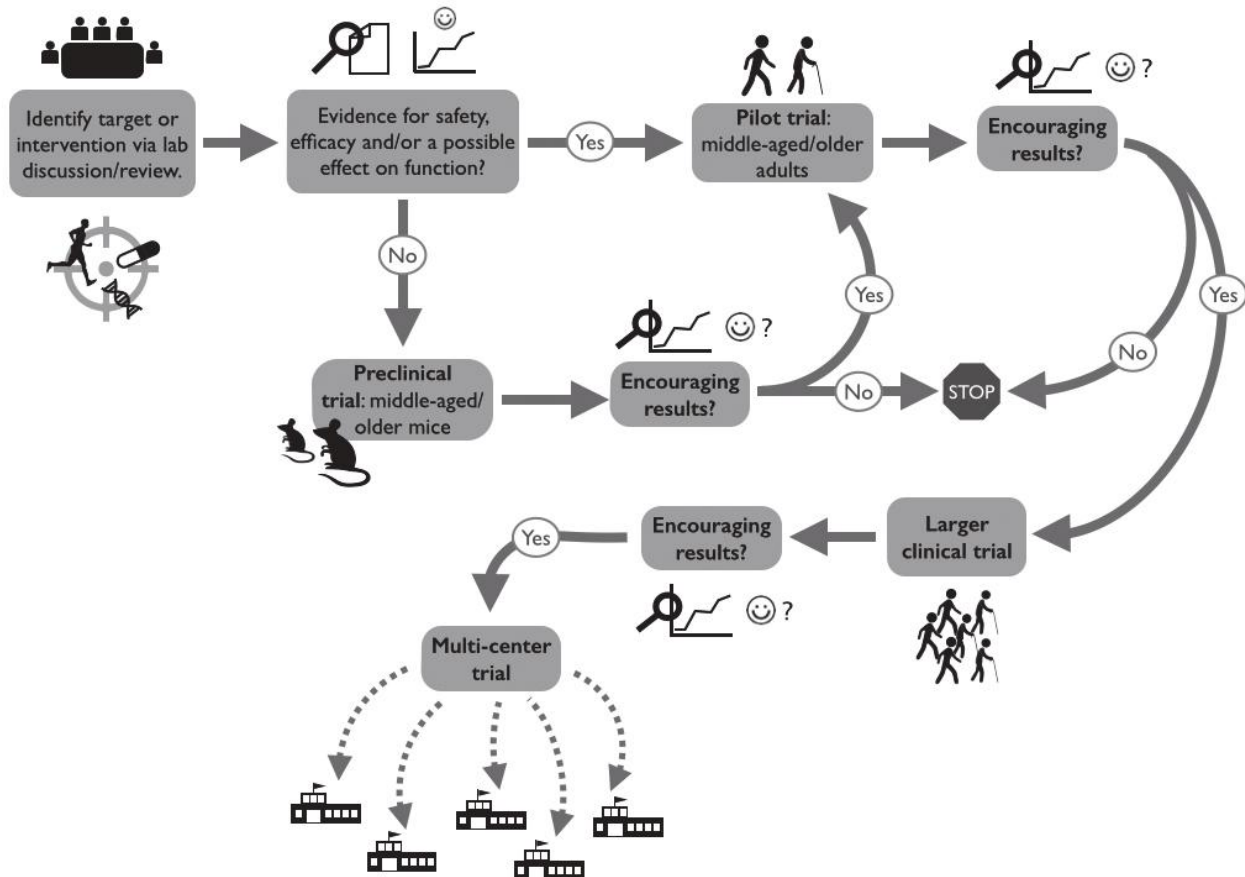 Identify target or
intervention via lab
discussion/review.
Evidence for safety,
efficacy and/or a possible
effect on function?
Yes
Pilot trial:
middle-aged/older
adults
?
Encouraging
results?
No
Yes
Preclinical
trial: middle-aged/
older mice
?
Encouraging
results?
Yes
No
STOP
No
Larger
clinical trial
Encouraging
results?
?
Yes
Multi-center
trial